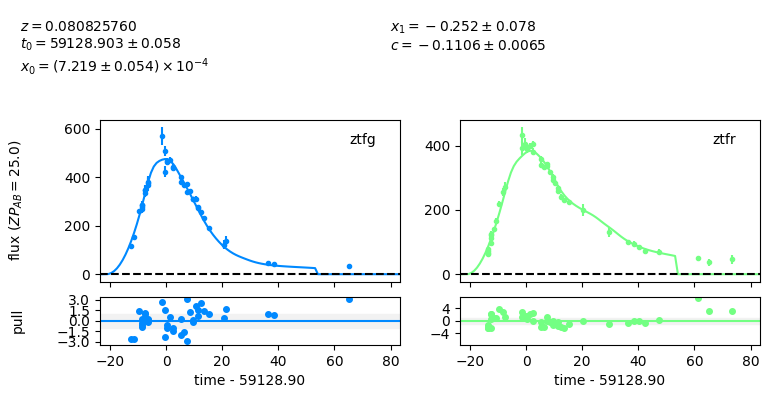 z = 0.080825760
t₀ = 59128.903 ± 0.058
x₀ = (7.219 ± 0.054) × 10⁻⁴
x₁ = −0.252 ± 0.078
c = −0.1106 ± 0.0065
ztfg
600
400
200
0
flux (ZP_AB = 25.0)
ztfr
400
200
0
3.0
1.5
0.0
−1.5
−3.0
pull
−20 0 20 40 60 80
time - 59128.90
4
0
−4
−20 0 20 40 60 80
time - 59128.90